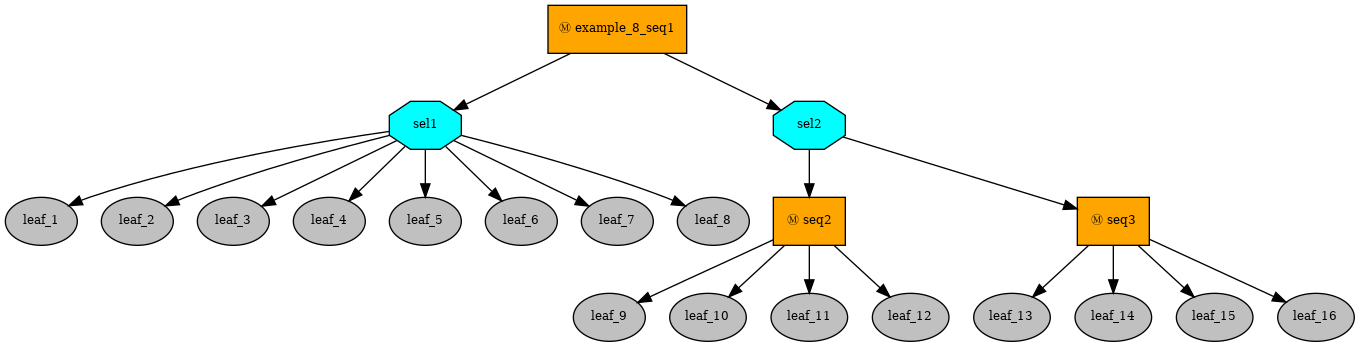 Ⓜ example_8_seq1
sel1
sel2
leaf_1
leaf_2
leaf_3
leaf_4
leaf_5
leaf_6
leaf_7
leaf_8
Ⓜ seq2
Ⓜ seq3
leaf_9
leaf_10
leaf_11
leaf_12
leaf_13
leaf_14
leaf_15
leaf_16